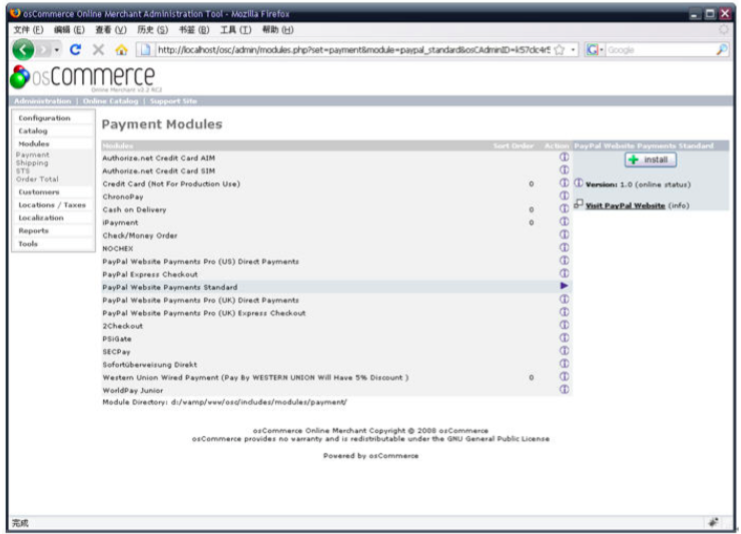 osCommerce Online Merchant Administration Tool - Mozilla Firefox
文件 (F) 编辑 (E) 查看 (V) 历史 (S) 书签 (B) 工具 (T) 帮助 (H)
http://localhost/osc/admin/modules.php?set=payment&module=paypal_standard&osCAdminID=k57dc4r5
Google
osCommerce
Online Merchant v2.2 RC2
Administration | Online Catalog | Support Site
Configuration
Catalog
Modules
Payment
Shipping
STS
Order Total
Customers
Locations / Taxes
Localization
Reports
Tools
Payment Modules
Modules Sort Order Action
Authorize.net Credit Card AIM
Authorize.net Credit Card SIM
Credit Card (Not For Production Use) 0
ChronoPay
Cash on Delivery 0
iPayment 0
Check/Money Order
NOCHEX
PayPal Website Payments Pro (US) Direct Payments
PayPal Express Checkout
PayPal Website Payments Standard
PayPal Website Payments Pro (UK) Direct Payments
PayPal Website Payments Pro (UK) Express Checkout
2Checkout
PSiGate
SECPay
Sofortüberweisung Direkt
Western Union Wired Payment (Pay By WESTERN UNION Will Have 5% Discount ) 0
WorldPay Junior
Module Directory: d:/wamp/www/osc/includes/modules/payment/
PayPal Website Payments Standard
install
Version: 1.0 (online status)
Visit PayPal Website (info)
osCommerce Online Merchant Copyright © 2008 osCommerce
osCommerce provides no warranty and is redistributable under the GNU General Public License
Powered by osCommerce
完成